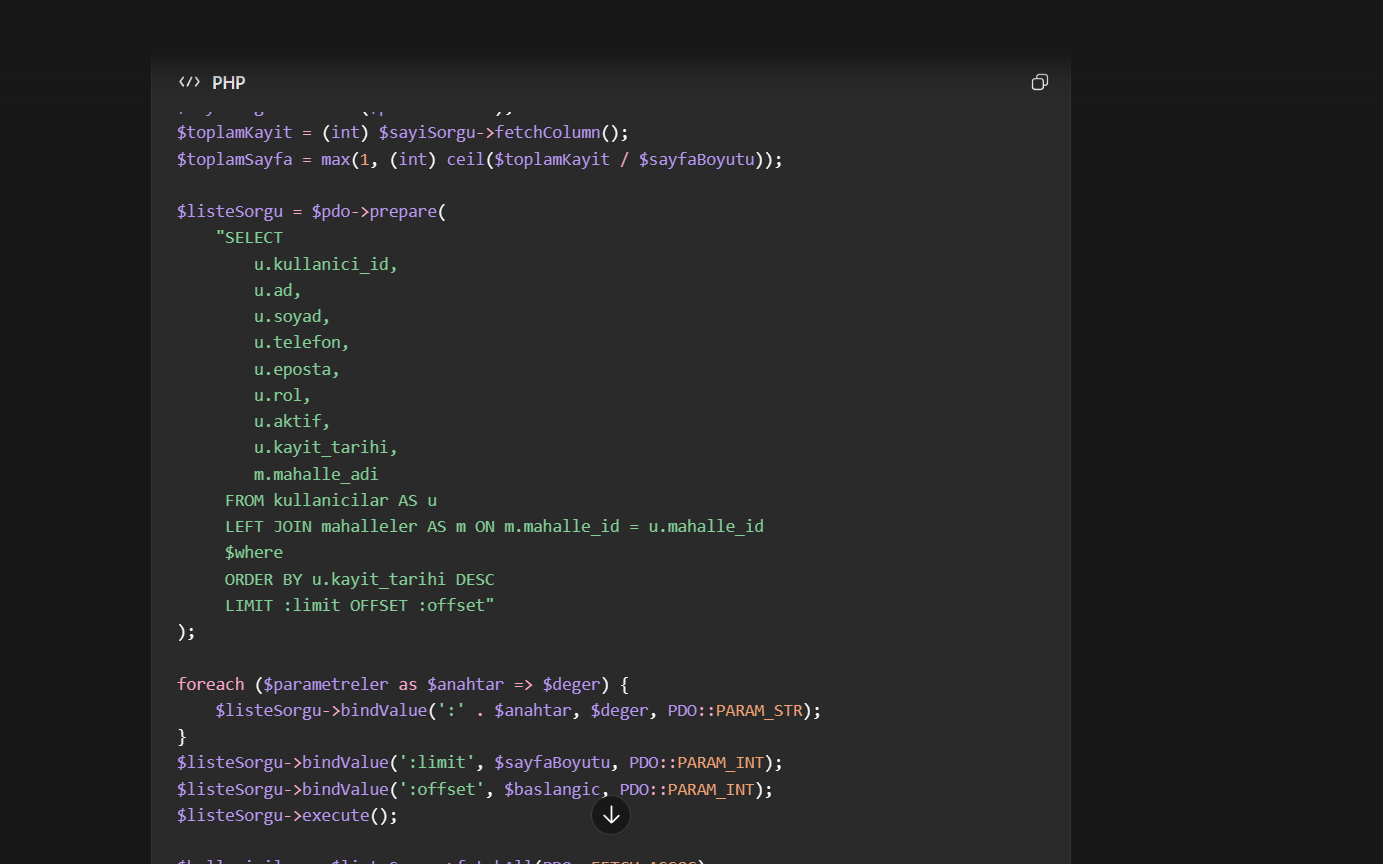 </> PHP
$toplamKayit = (int) $sayiSorgu->fetchColumn();
$toplamSayfa = max(1, (int) ceil($toplamKayit / $sayfaBoyutu));
$listeSorgu = $pdo->prepare(
"SELECT
u.kullanici_id,
u.ad,
u.soyad,
u.telefon,
u.eposta,
u.rol,
u.aktif,
u.kayit_tarihi,
m.mahalle_adi
FROM kullanicilar AS u
LEFT JOIN mahalleler AS m ON m.mahalle_id = u.mahalle_id
$where
ORDER BY u.kayit_tarihi DESC
LIMIT :limit OFFSET :offset"
);
foreach ($parametreler as $anahtar => $deger) {
$listeSorgu->bindValue(':' . $anahtar, $deger, PDO::PARAM_STR);
}
$listeSorgu->bindValue(':limit', $sayfaBoyutu, PDO::PARAM_INT);
$listeSorgu->bindValue(':offset', $baslangic, PDO::PARAM_INT);
$listeSorgu->execute();